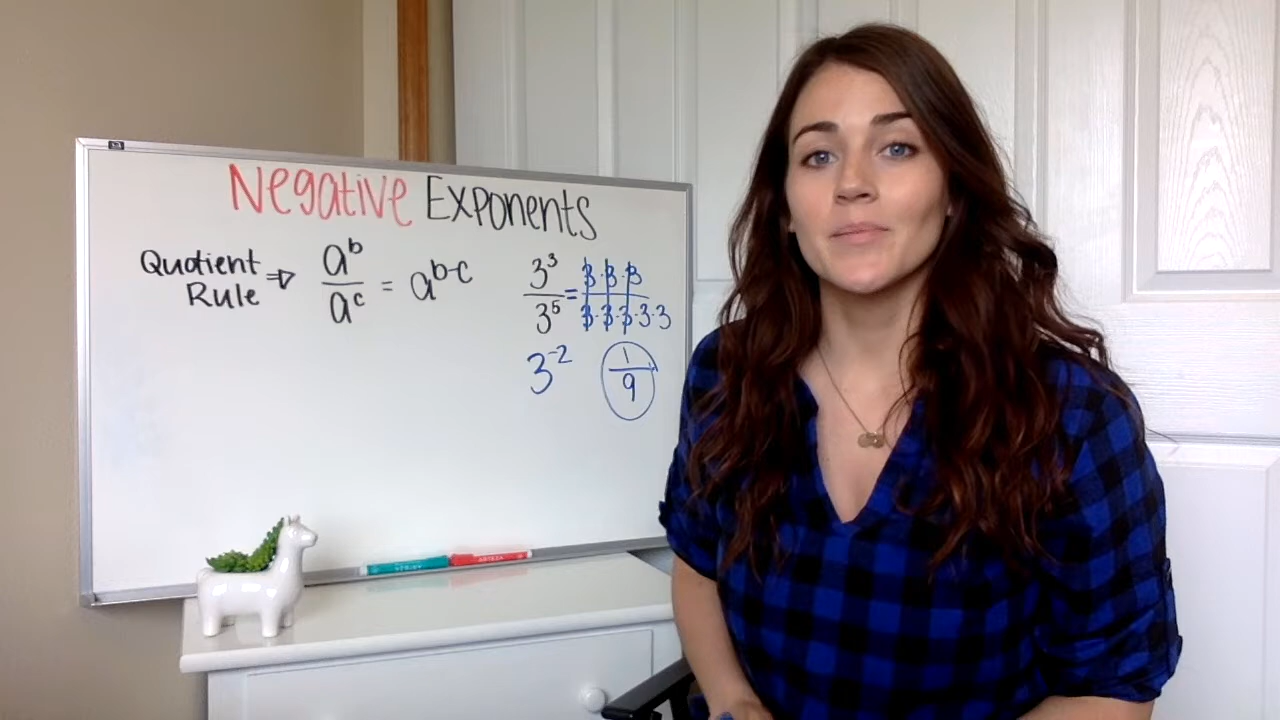 Negative Exponents
Quotient Rule ⇒ a^b / a^c = a^(b-c)
3^3 / 3^5 = 3·3·3 / 3·3·3·3·3
3^-2
1/9